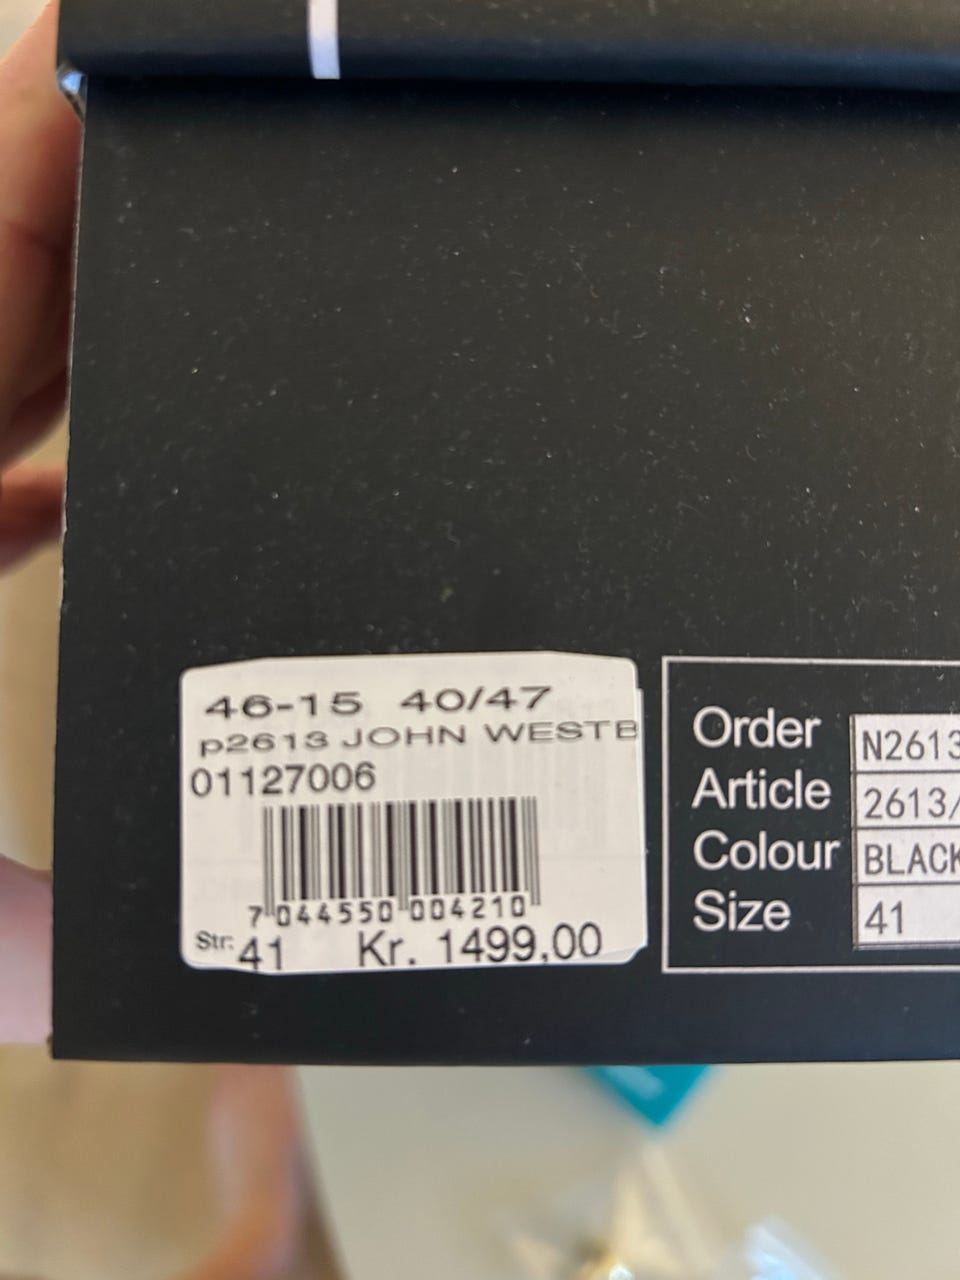 46-15 40/47
p2613 JOHN WESTB
01127006
7 044550 004210
Str: 41 Kr. 1499,00
Order N2613
Article 2613/
Colour BLACK
Size 41